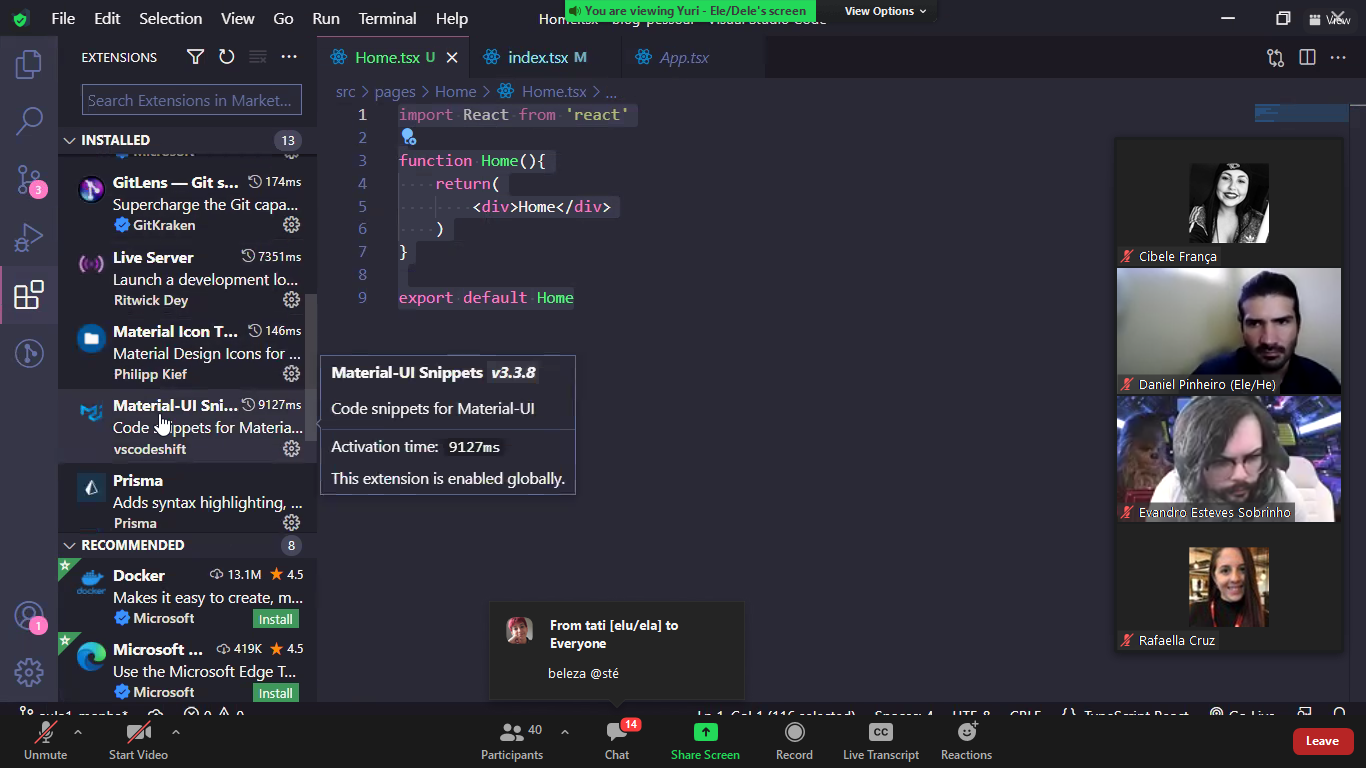 File Edit Selection View Go Run Terminal Help
You are viewing Yuri - Ele/Dele's screen
View Options
View
EXTENSIONS
Search Extensions in Market...
INSTALLED 13
Microsoft
GitLens — Git s... 174ms
Supercharge the Git capa...
GitKraken
Live Server 7351ms
Launch a development lo...
Ritwick Dey
Material Icon T... 146ms
Material Design Icons for ...
Philipp Kief
Material-UI Sni... 9127ms
Code snippets for Materia...
vscodeshift
Prisma
Adds syntax highlighting, ...
Prisma
RECOMMENDED 8
Docker 13.1M 4.5
Makes it easy to create, m...
Microsoft Install
Microsoft ... 419K 4.5
Use the Microsoft Edge T...
Microsoft Install
3
1
Home.tsx U
index.tsx M
App.tsx
src > pages > Home > Home.tsx > ...
1 import React from 'react'
2
3 function Home(){
4 return(
5 <div>Home</div>
6 )
7 }
8
9 export default Home
Material-UI Snippets v3.3.8
Code snippets for Material-UI
Activation time: 9127ms
This extension is enabled globally.
Cibele França
Daniel Pinheiro (Ele/He)
Evandro Esteves Sobrinho
Rafaella Cruz
From tati [elu/ela] to
Everyone
beleza @sté
Unmute
Start Video
Participants 40
Chat 14
Share Screen
Record
CC
Live Transcript
Reactions
Leave